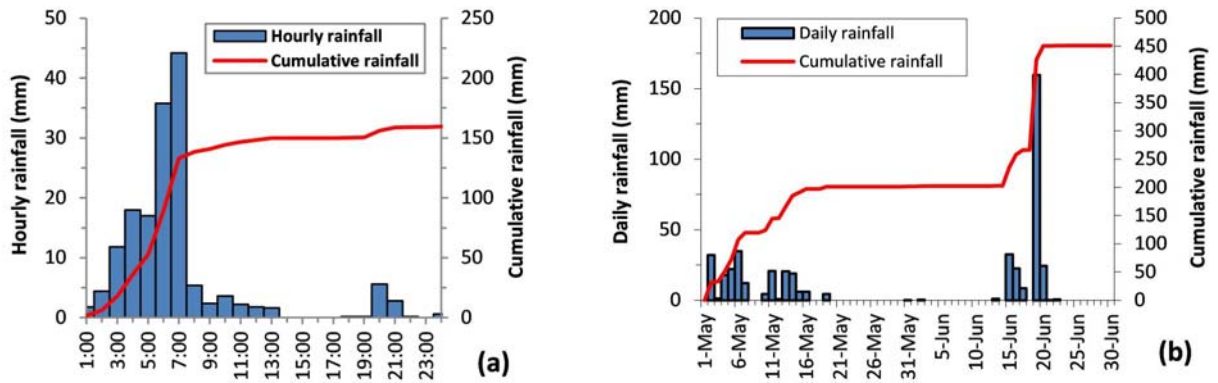 Hourly rainfall (mm)
50
40
30
20
10
0
Hourly rainfall
Cumulative rainfall
250
200
150
100
50
0
Cumulative rainfall (mm)
1:00
3:00
5:00
7:00
9:00
11:00
13:00
15:00
17:00
19:00
21:00
23:00
(a)
Daily rainfall (mm)
200
150
100
50
0
Daily rainfall
Cumulative rainfall
500
450
400
350
300
250
200
150
100
50
0
Cumulative rainfall (mm)
1-May
6-May
11-May
16-May
21-May
26-May
31-May
5-Jun
10-Jun
15-Jun
20-Jun
25-Jun
30-Jun
(b)